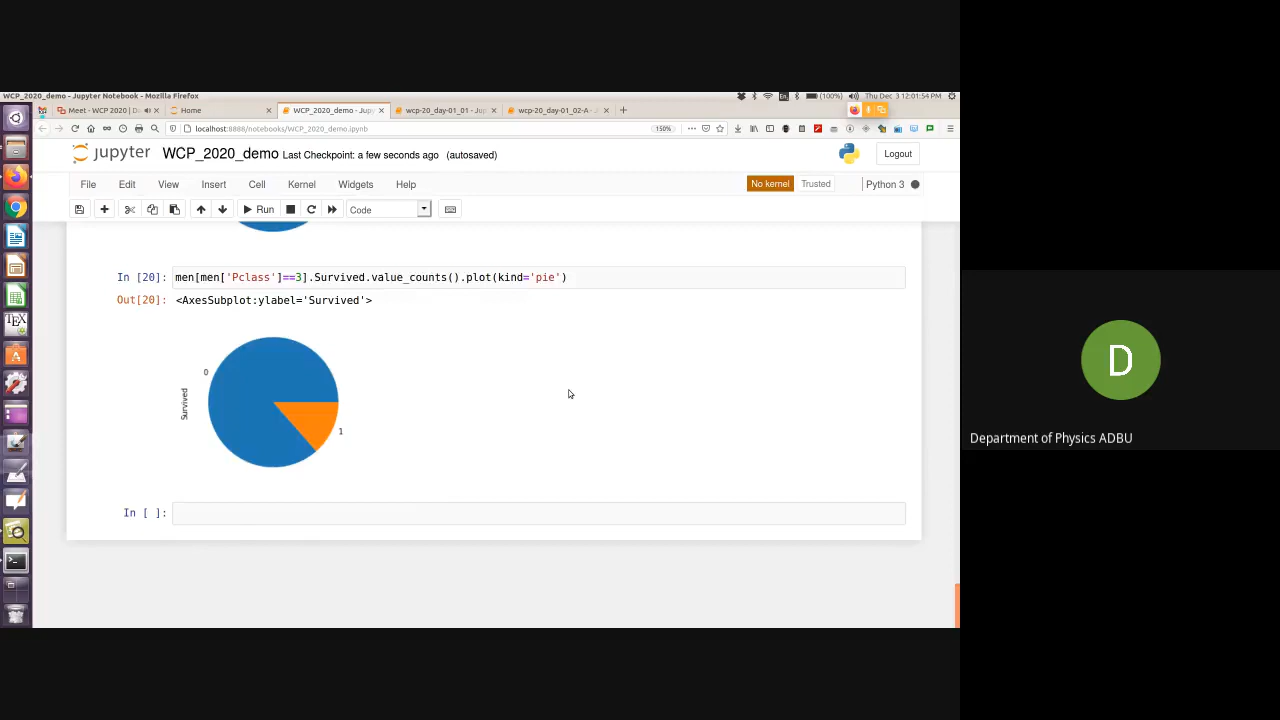 WCP_2020_demo - Jupyter Notebook - Mozilla Firefox
(100%)
Thu Dec 3 12:01:54 PM
Meet - WCP 2020 | D
Home
WCP_2020_demo - Jupy
wcp-20_day-01_01 - Jup
wcp-20_day-01_02-A -
localhost:8888/notebooks/WCP_2020_demo.ipynb
150%
jupyter
WCP_2020_demo
Last Checkpoint: a few seconds ago (autosaved)
Logout
File
Edit
View
Insert
Cell
Kernel
Widgets
Help
No kernel
Trusted
Python 3
Run
Code
In [20]:
men[men['Pclass']==3].Survived.value_counts().plot(kind='pie')
Out[20]:
<AxesSubplot:ylabel='Survived'>
0
Survived
1
In [ ]:
D
Department of Physics ADBU
TEX